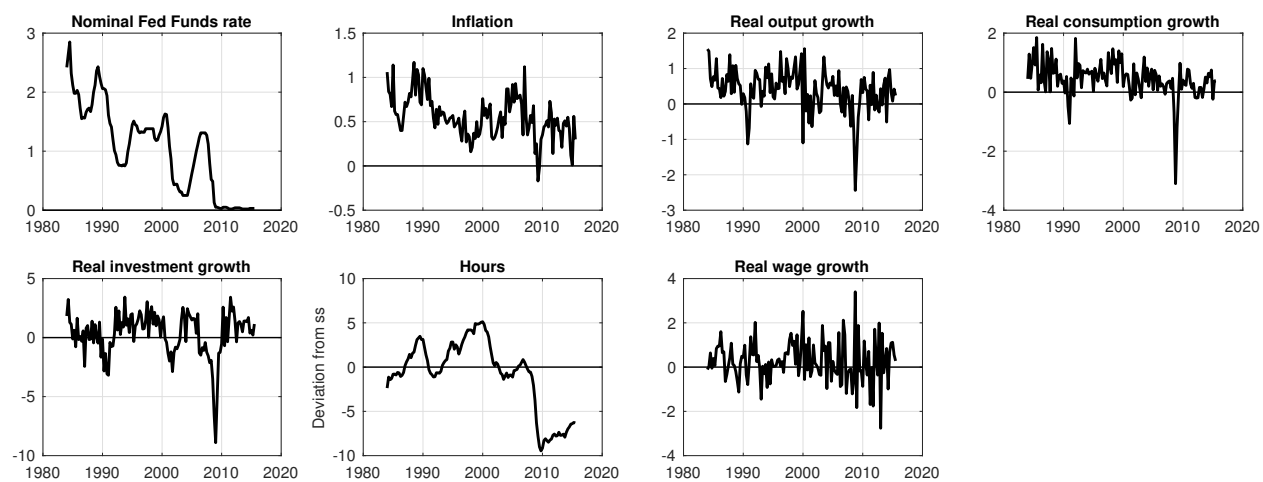 Nominal Fed Funds rate
3
2
1
0
1980 1990 2000 2010 2020
Inflation
1.5
1
0.5
0
-0.5
1980 1990 2000 2010 2020
Real output growth
2
1
0
-1
-2
-3
1980 1990 2000 2010 2020
Real consumption growth
2
0
-2
-4
1980 1990 2000 2010 2020
Real investment growth
5
0
-5
-10
1980 1990 2000 2010 2020
Hours
Deviation from ss
10
5
0
-5
-10
1980 1990 2000 2010 2020
Real wage growth
4
2
0
-2
-4
1980 1990 2000 2010 2020